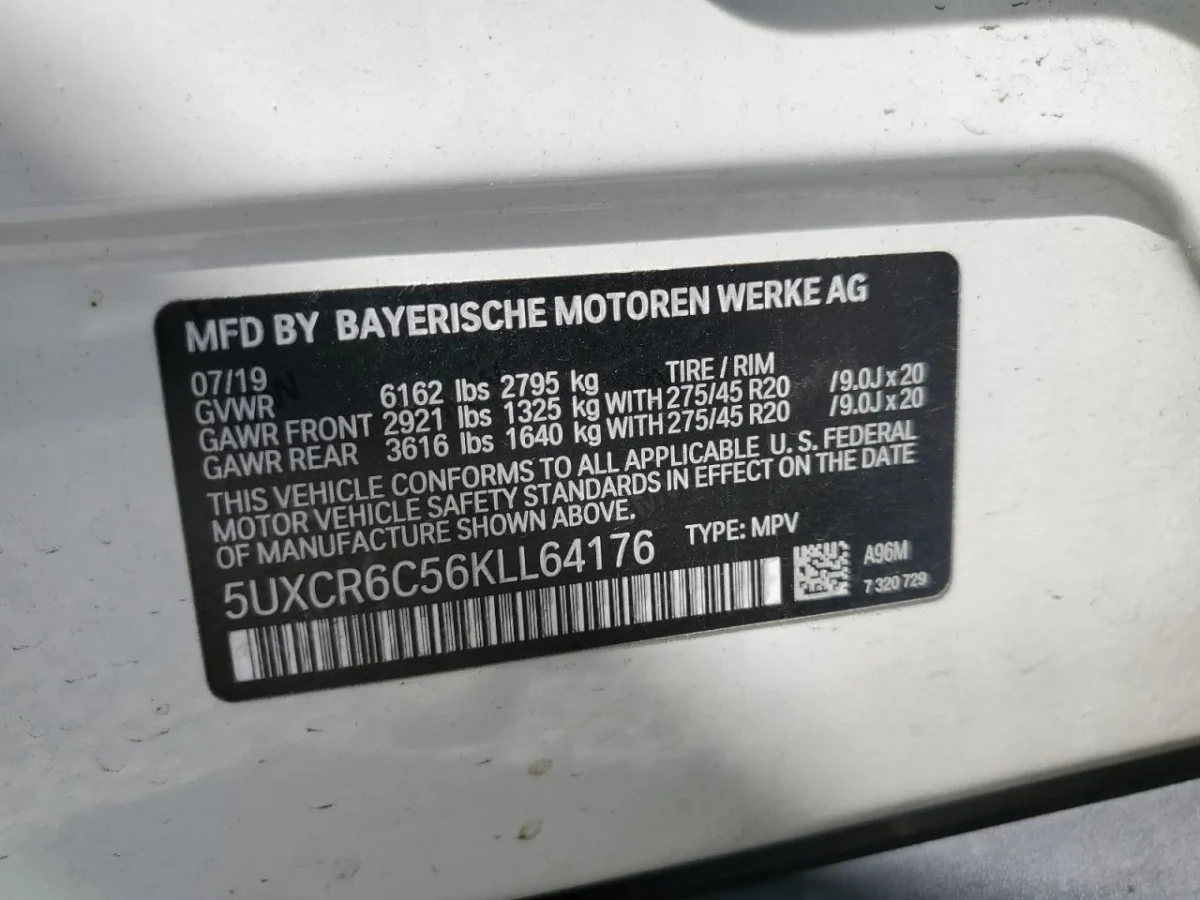 MFD BY BAYERISCHE MOTOREN WERKE AG
07/19 TIRE / RIM
GVWR 6162 lbs 2795 kg
GAWR FRONT 2921 lbs 1325 kg WITH 275/45 R20 /9.0J x 20
GAWR REAR 3616 lbs 1640 kg WITH 275/45 R20 /9.0J x 20
THIS VEHICLE CONFORMS TO ALL APPLICABLE U. S. FEDERAL
MOTOR VEHICLE SAFETY STANDARDS IN EFFECT ON THE DATE
OF MANUFACTURE SHOWN ABOVE.
5UXCR6C56KLL64176 TYPE: MPV
A96M
7 320 729